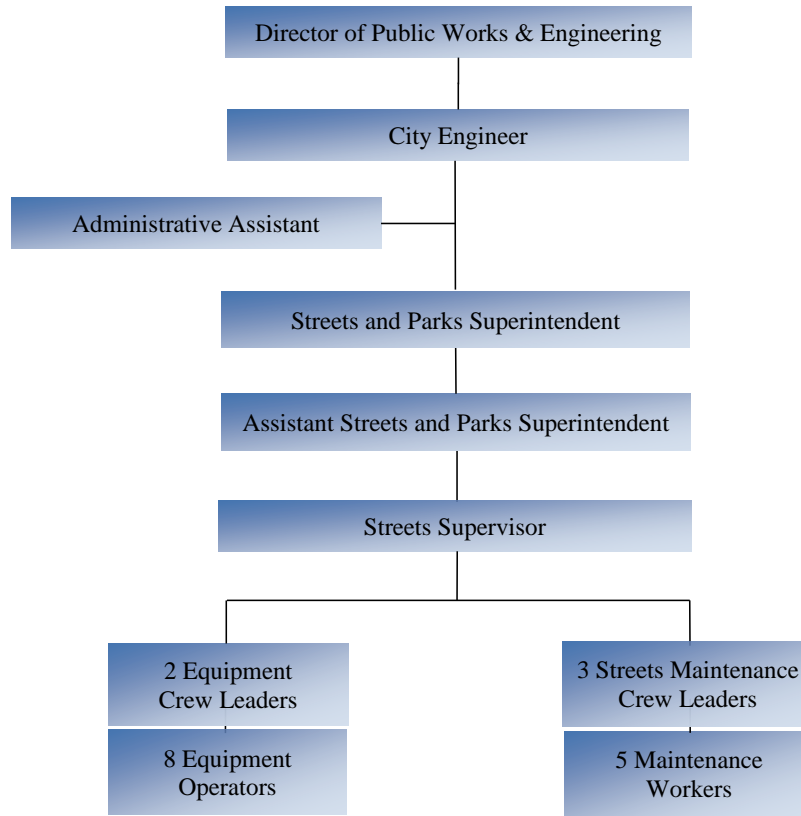 Director of Public Works & Engineering
City Engineer
Administrative Assistant
Streets and Parks Superintendent
Assistant Streets and Parks Superintendent
Streets Supervisor
2 Equipment
Crew Leaders
8 Equipment
Operators
3 Streets Maintenance
Crew Leaders
5 Maintenance
Workers